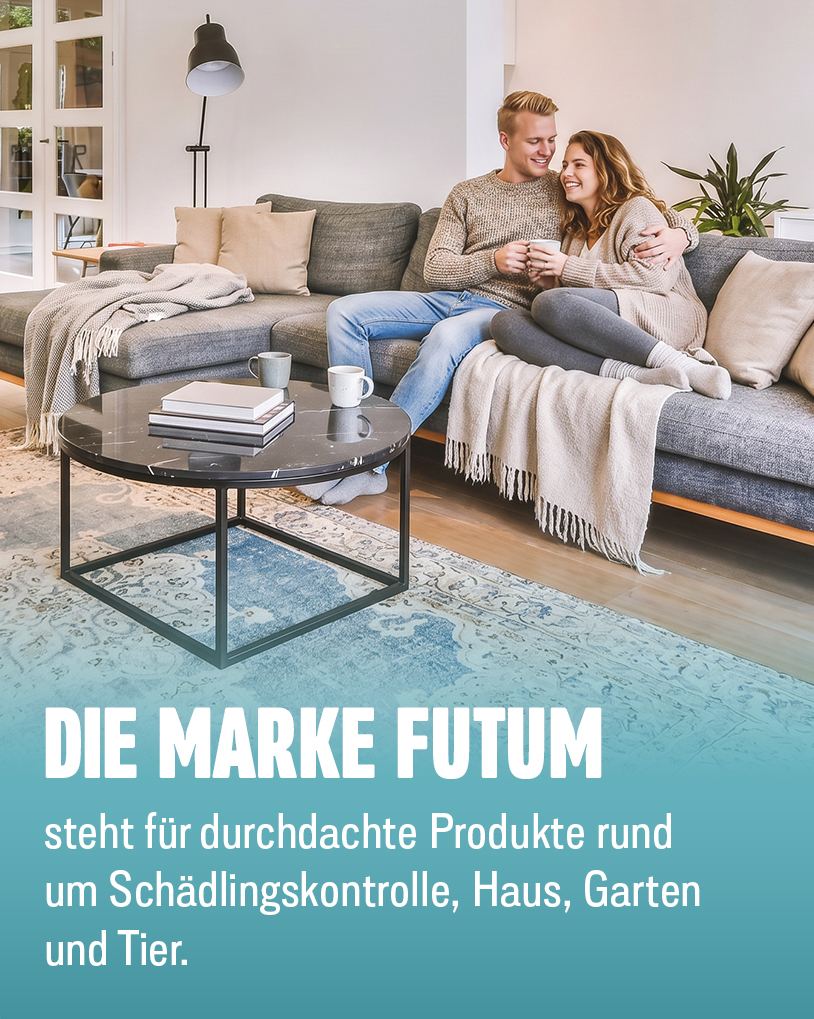 DIE MARKE FUTUM
steht für durchdachte Produkte rund
um Schädlingskontrolle, Haus, Garten
und Tier.